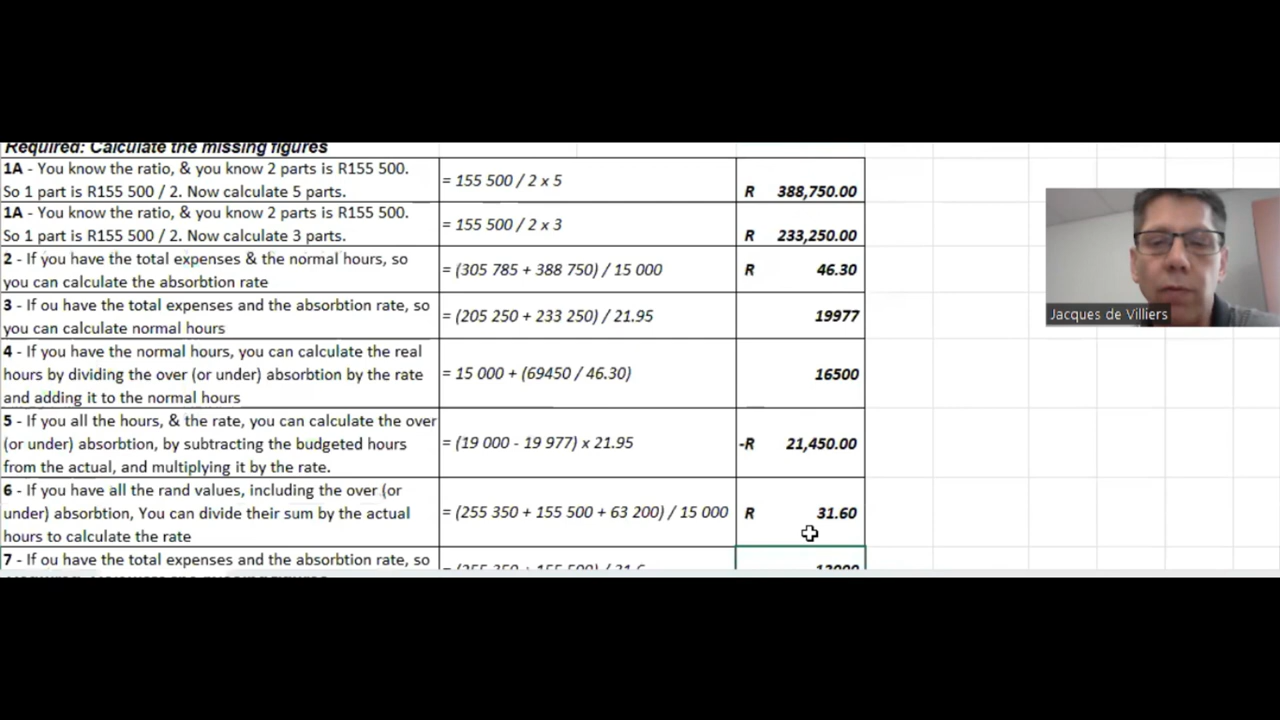 Required: Calculate the missing figures
1A - You know the ratio, & you know 2 parts is R155 500.
So 1 part is R155 500 / 2. Now calculate 5 parts.
= 155 500 / 2 x 5
R 388,750.00
1A - You know the ratio, & you know 2 parts is R155 500.
So 1 part is R155 500 / 2. Now calculate 3 parts.
= 155 500 / 2 x 3
R 233,250.00
2 - If you have the total expenses & the normal hours, so
you can calculate the absorbtion rate
= (305 785 + 388 750) / 15 000
R 46.30
3 - If ou have the total expenses and the absorbtion rate, so
you can calculate normal hours
= (205 250 + 233 250) / 21.95
19977
4 - If you have the normal hours, you can calculate the real
hours by dividing the over (or under) absorbtion by the rate
and adding it to the normal hours
= 15 000 + (69450 / 46.30)
16500
5 - If you all the hours, & the rate, you can calculate the over
(or under) absorbtion, by subtracting the budgeted hours
from the actual, and multiplying it by the rate.
= (19 000 - 19 977) x 21.95
-R 21,450.00
6 - If you have all the rand values, including the over (or
under) absorbtion, You can divide their sum by the actual
hours to calculate the rate
= (255 350 + 155 500 + 63 200) / 15 000
R 31.60
7 - If ou have the total expenses and the absorbtion rate, so
= (255 350 + 155 500) / 31.6
13000
Jacques de Villiers